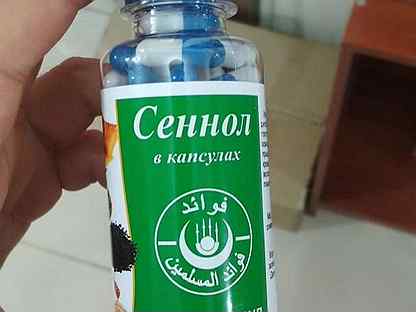 Сеннол
в капсулах
فوائد
فوائد المسلمين